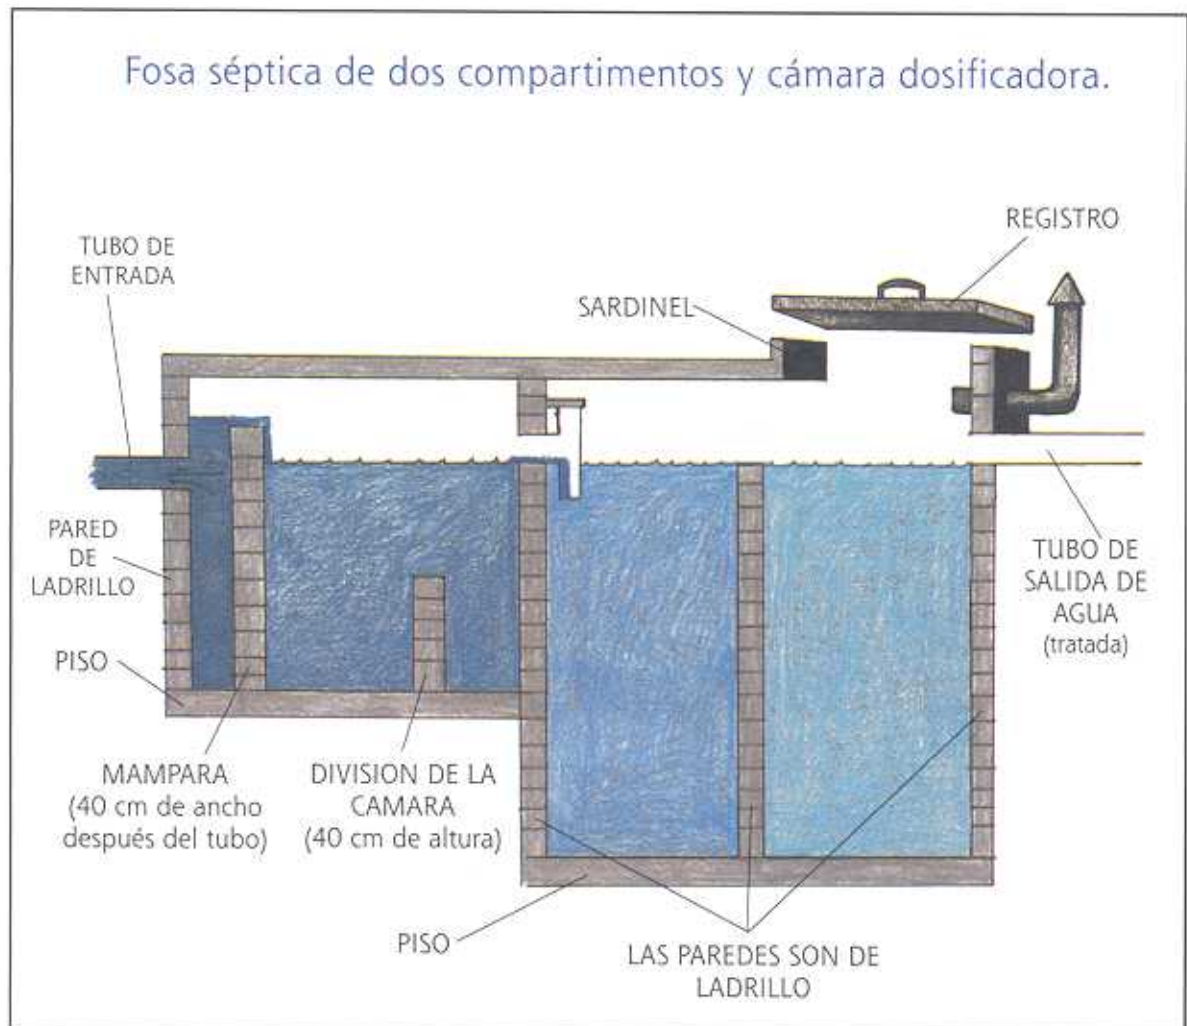 Fosa séptica de dos compartimentos y cámara dosificadora.
REGISTRO
TUBO DE
ENTRADA
SARDINEL
PARED
DE
LADRILLO
TUBO DE
SALIDA DE
AGUA
(tratada)
PISO
MAMPARA
(40 cm de ancho
después del tubo)
DIVISION DE LA
CAMARA
(40 cm de altura)
PISO
LAS PAREDES SON DE
LADRILLO